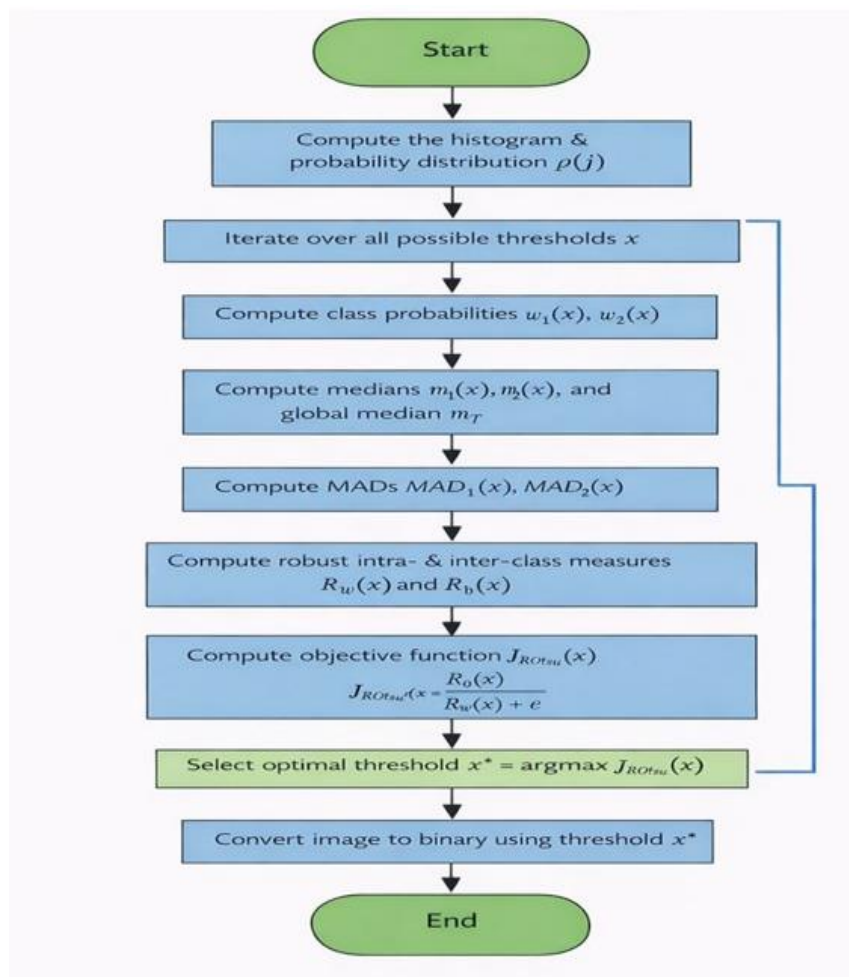 Start
Compute the histogram &
probability distribution ρ(j)
Iterate over all possible thresholds x
Compute class probabilities w₁(x), w₂(x)
Compute medians m₁(x), m₂(x), and
global median m_T
Compute MADs MAD₁(x), MAD₂(x)
Compute robust intra- & inter-class measures
R_w(x) and R_b(x)
Compute objective function J_ROtsu(x)
J_ROtsu'(x = R₀(x) / R_w(x) + e
Select optimal threshold x* = argmax J_ROtsu(x)
Convert image to binary using threshold x*
End